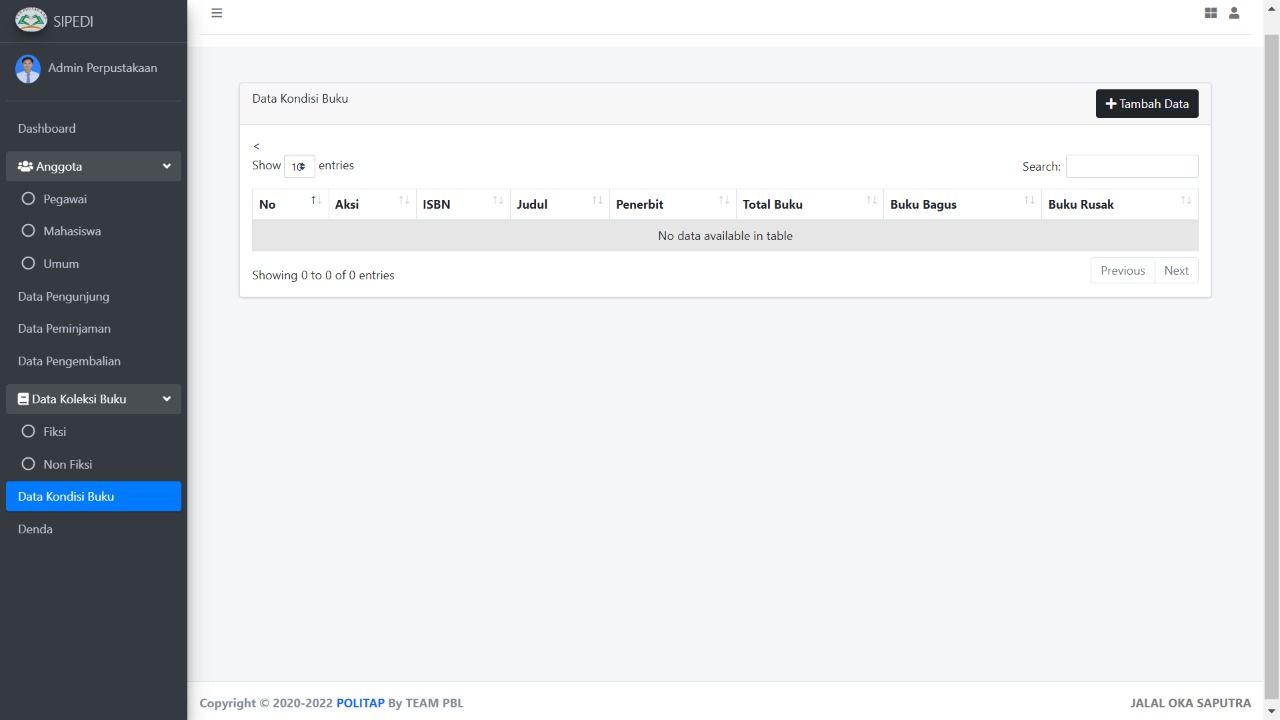 SIPEDI
Admin Perpustakaan
Dashboard
Anggota
Pegawai
Mahasiswa
Umum
Data Pengunjung
Data Peminjaman
Data Pengembalian
Data Koleksi Buku
Fiksi
Non Fiksi
Data Kondisi Buku
Denda
Data Kondisi Buku
+ Tambah Data
<
Show 10 entries
Search:
No Aksi ISBN Judul Penerbit Total Buku Buku Bagus Buku Rusak
No data available in table
Showing 0 to 0 of 0 entries
Previous Next
Copyright © 2020-2022 POLITAP By TEAM PBL
JALAL OKA SAPUTRA